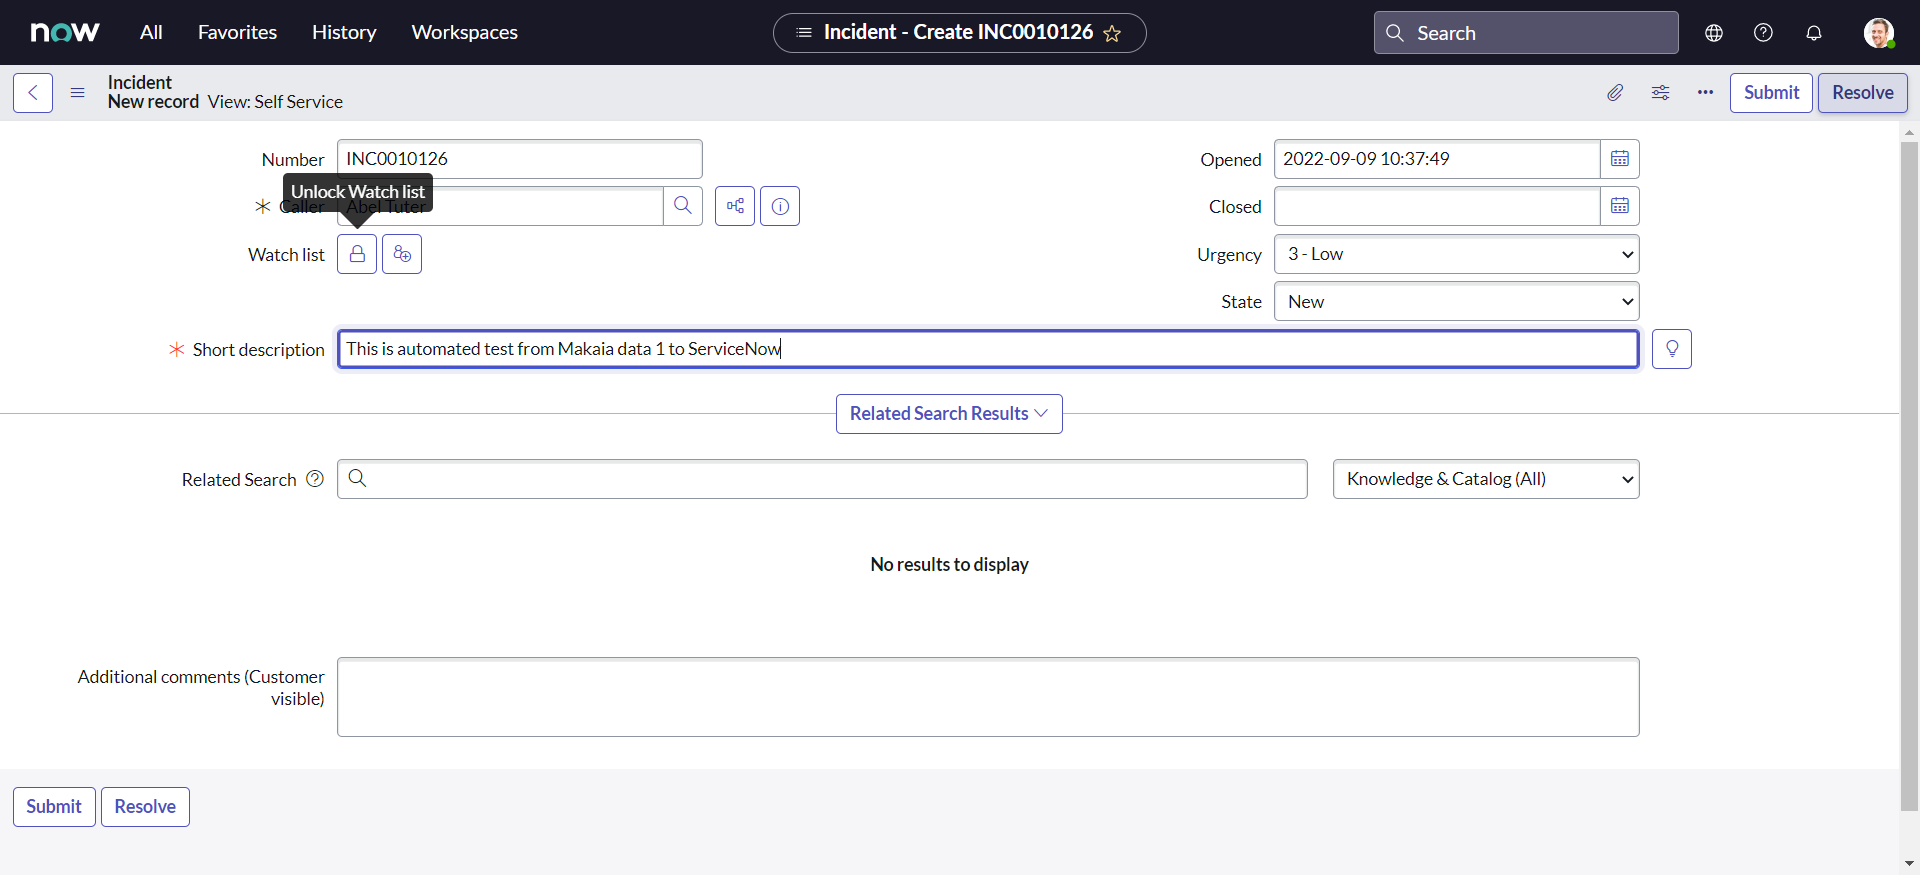 now All Favorites History Workspaces Incident - Create INC0010126 Search
Incident
New record View: Self Service Submit Resolve
Number INC0010126 Opened 2022-09-09 10:37:49
Unlock Watch list
Caller Abel Tuter Closed
Watch list Urgency 3 - Low
State New
Short description This is automated test from Makaia data 1 to ServiceNow
Related Search Results
Related Search Knowledge & Catalog (All)
No results to display
Additional comments (Customer
visible)
Submit Resolve